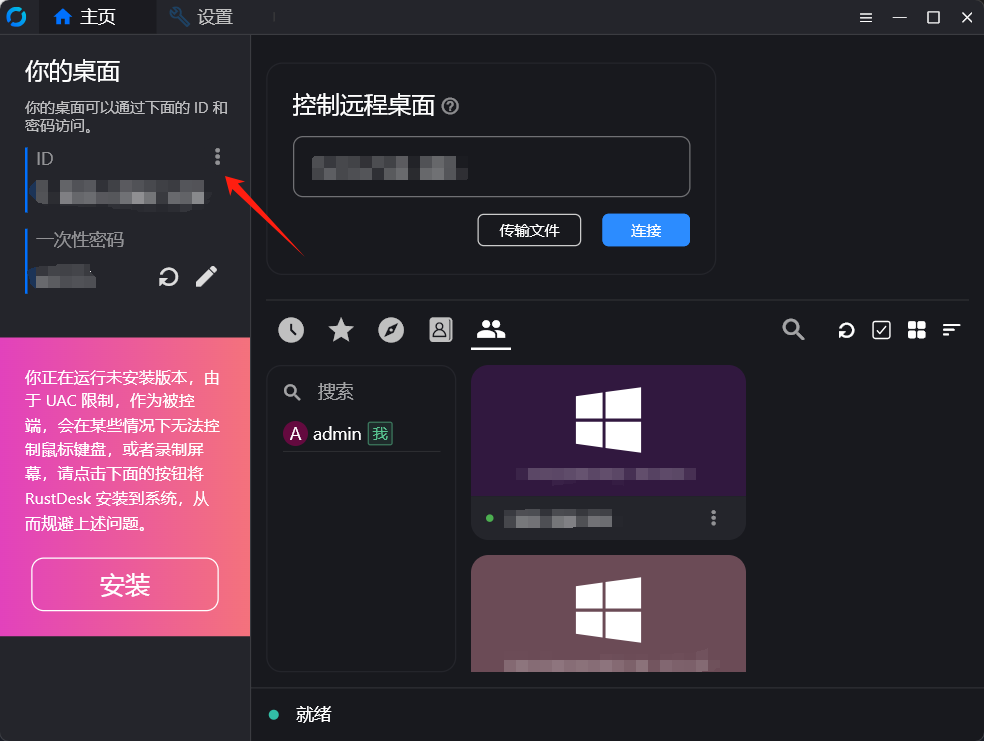 主页
设置
你的桌面
你的桌面可以通过下面的 ID 和
密码访问。
ID
一次性密码
你正在运行未安装版本，由
于 UAC 限制，作为被控
端，会在某些情况下无法控
制鼠标键盘，或者录制屏
幕，请点击下面的按钮将
RustDesk 安装到系统，从
而规避上述问题。
安装
控制远程桌面
传输文件
连接
搜索
A admin 我
就绪